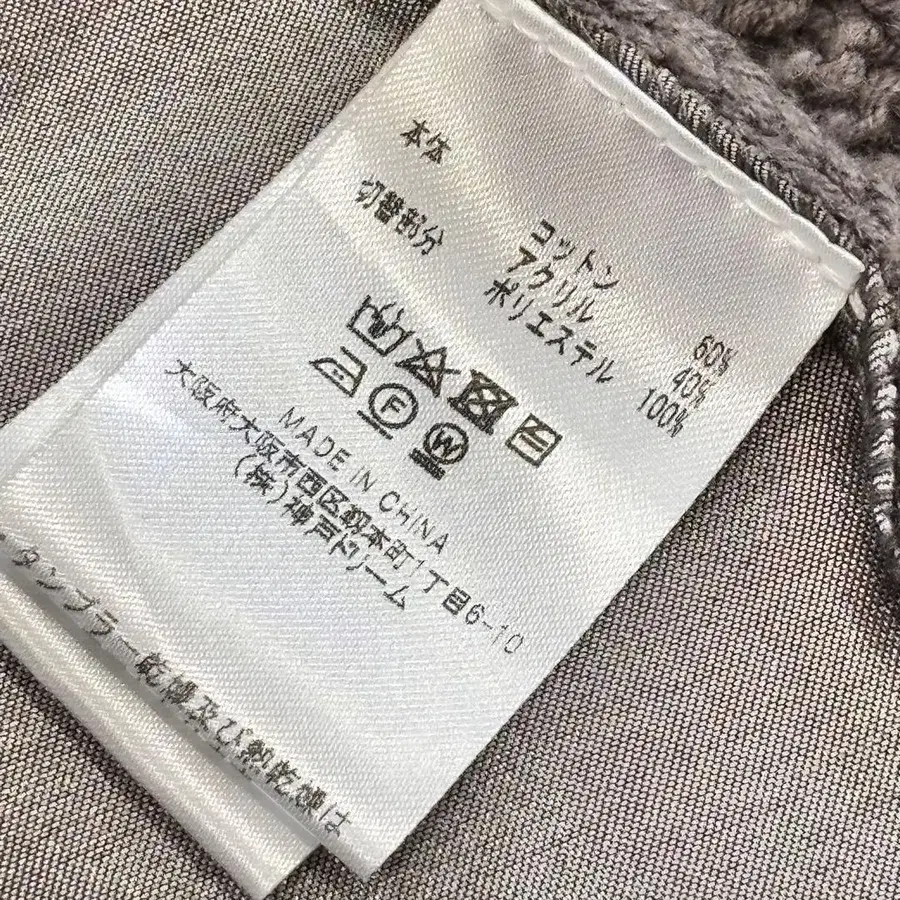 本体
コットン 60%
アクリル 40%
切替部分
ポリエステル 100%
F
W
MADE IN CHINA
大阪府大阪市西区靱本町1丁目6-10
(株)神戸ドリーム
タンブラー乾燥及び熱乾燥は